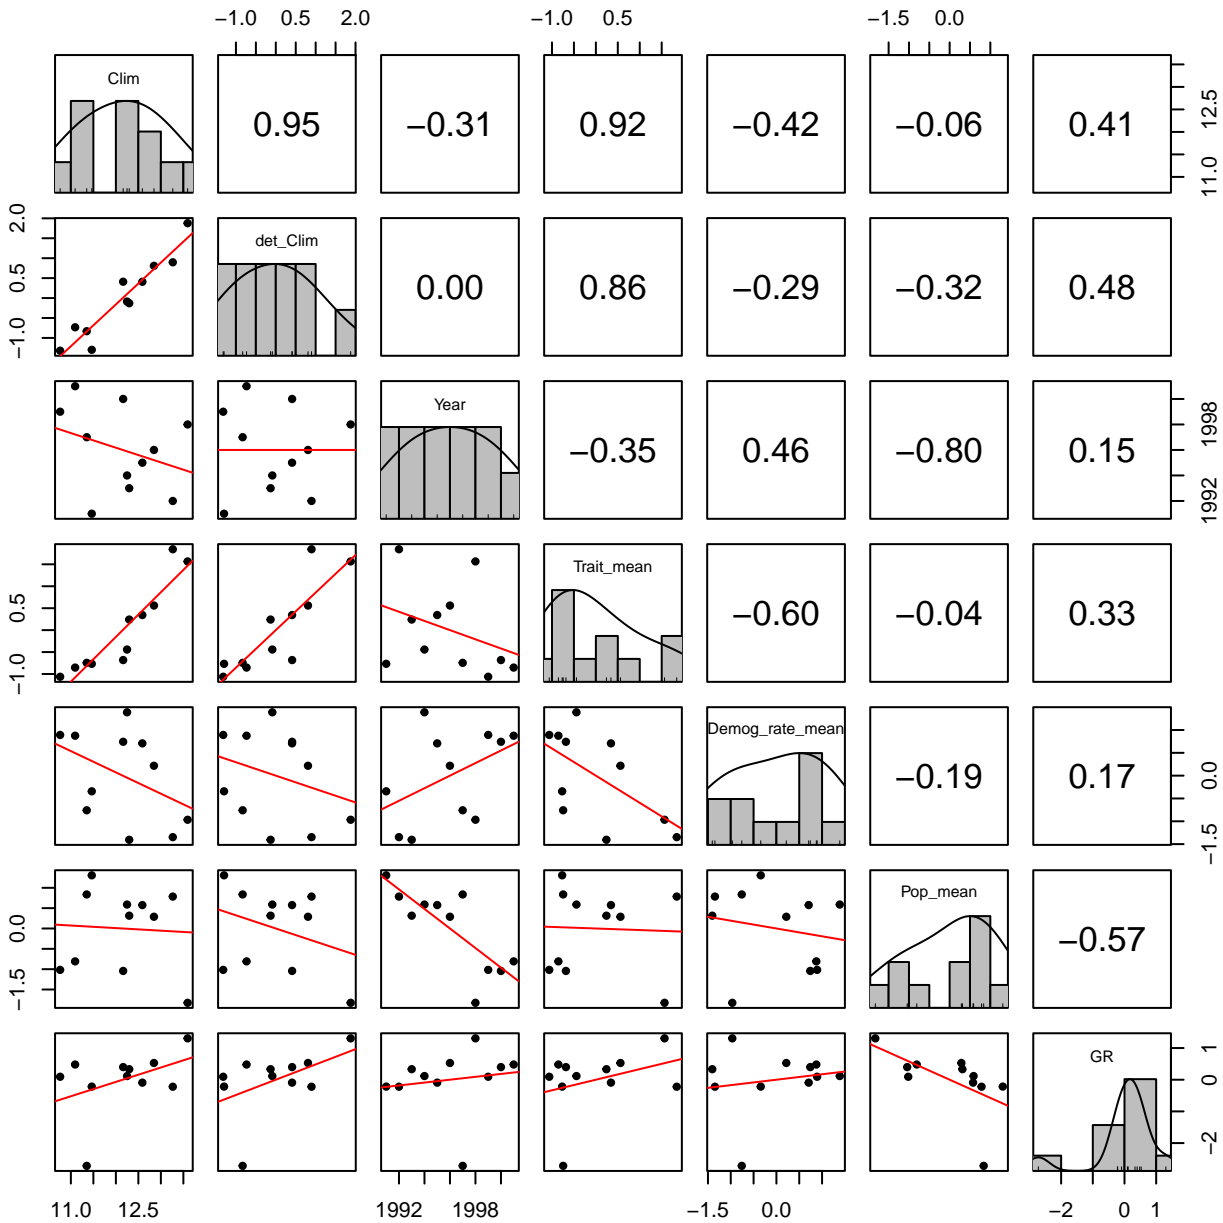 −1.0 0.5 2.0 −1.0 0.5 −1.5 0.0
Clim 0.95 −0.31 0.92 −0.42 −0.06 0.41
11.0 12.5
det_Clim 0.00 0.86 −0.29 −0.32 0.48
−1.0 0.5 2.0
Year −0.35 0.46 −0.80 0.15
1992 1998
Trait_mean −0.60 −0.04 0.33
−1.0 0.5
Demog_rate_mean −0.19 0.17
−1.5 0.0
Pop_mean −0.57
−1.5 0.0
GR
−2 0 1
11.0 12.5 1992 1998 −1.5 0.0 −2 0 1